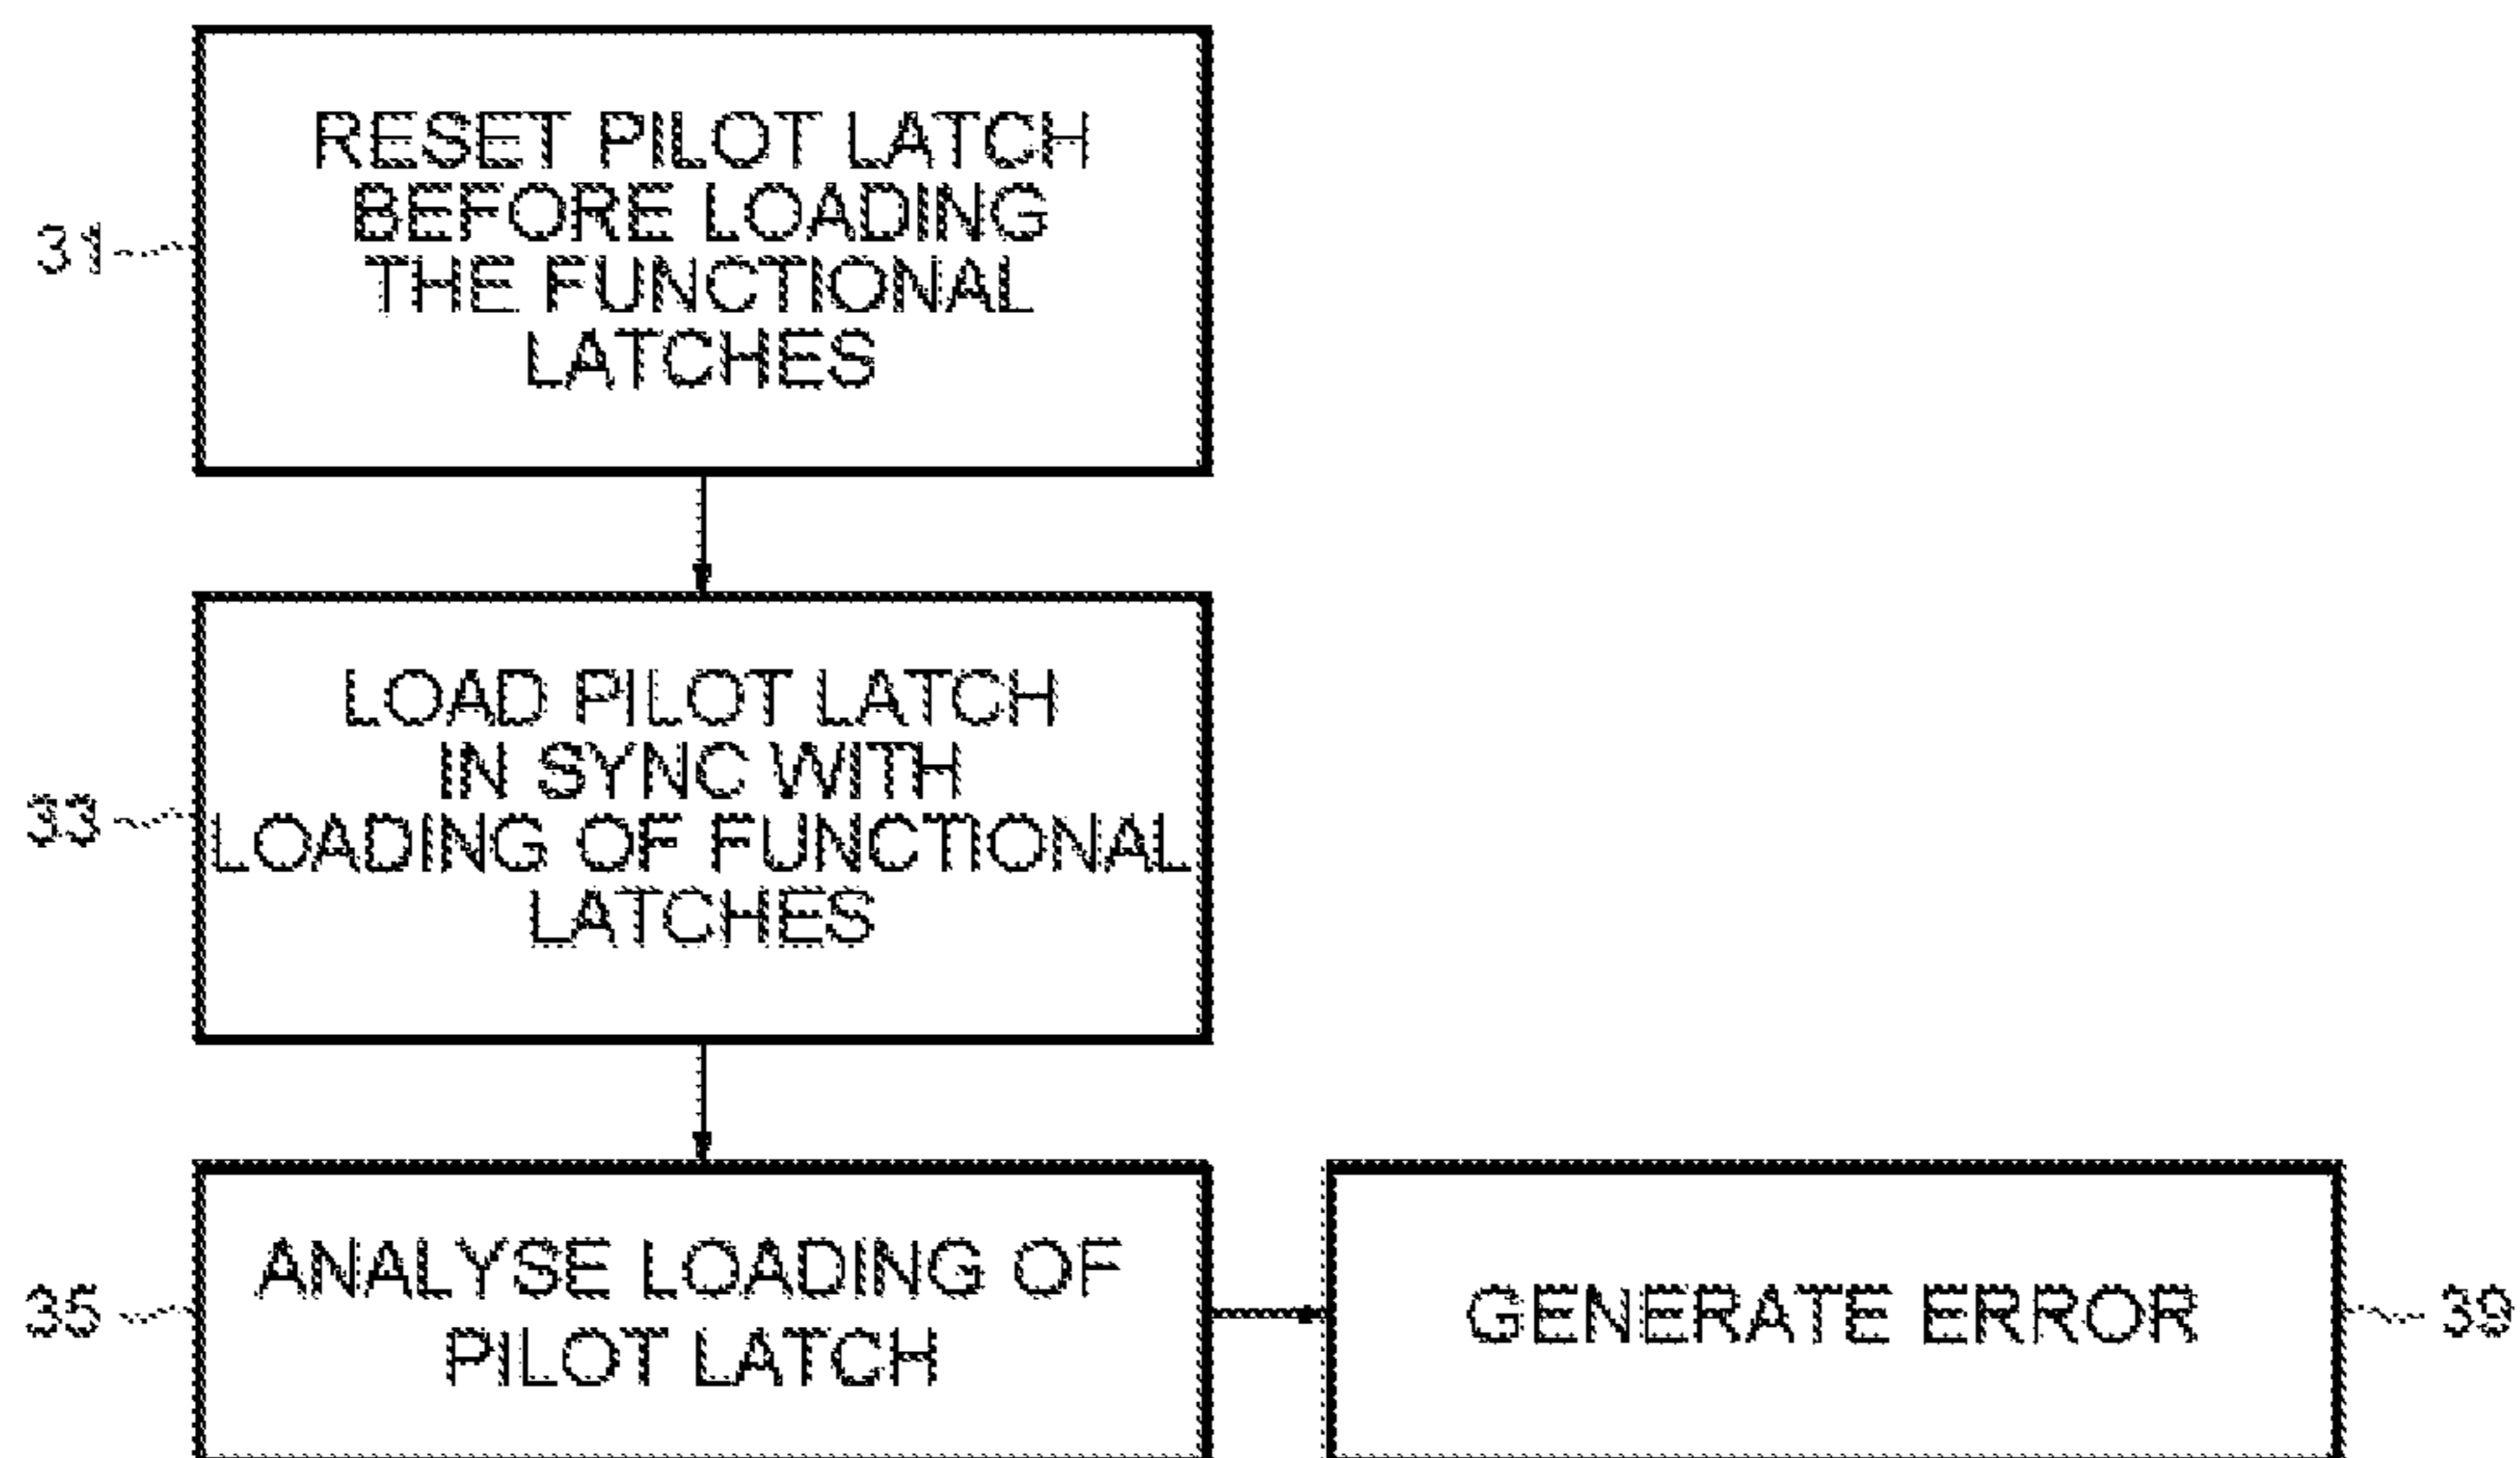 RESET PILOT LATCH
BEFORE LOADING
THE FUNCTIONAL
LATCHES
31
LOAD PILOT LATCH
IN SYNC WITH
LOADING OF FUNCTIONAL
LATCHES
33
ANALYSE LOADING OF
PILOT LATCH
35
GENERATE ERROR
39